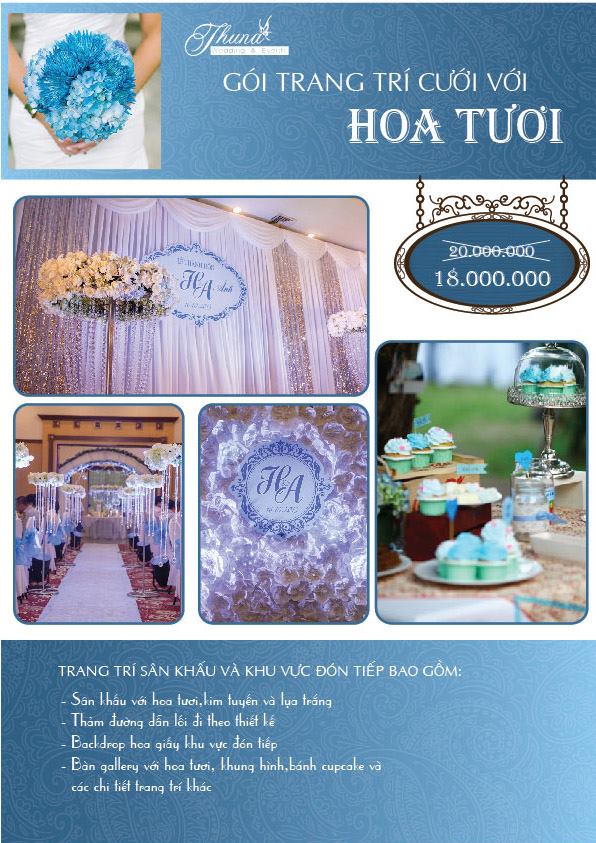 Thuna
Wedding & Event
GÓI TRANG TRÍ CƯỚI VỚI
HOA TƯƠI
20.000.000
18.000.000
H&A
Anh
H&A
TRANG TRÍ SÂN KHẤU VÀ KHU VỰC ĐÓN TIẾP BAO GỒM:
- Sân khấu với hoa tươi,kim tuyến và lụa trắng
- Thảm đường dẫn lối đi theo thiết kế
- Backdrop hoa giấy khu vực đón tiếp
- Bàn gallery với hoa tươi, khung hình,bánh cupcake và
các chi tiết trang trí khác